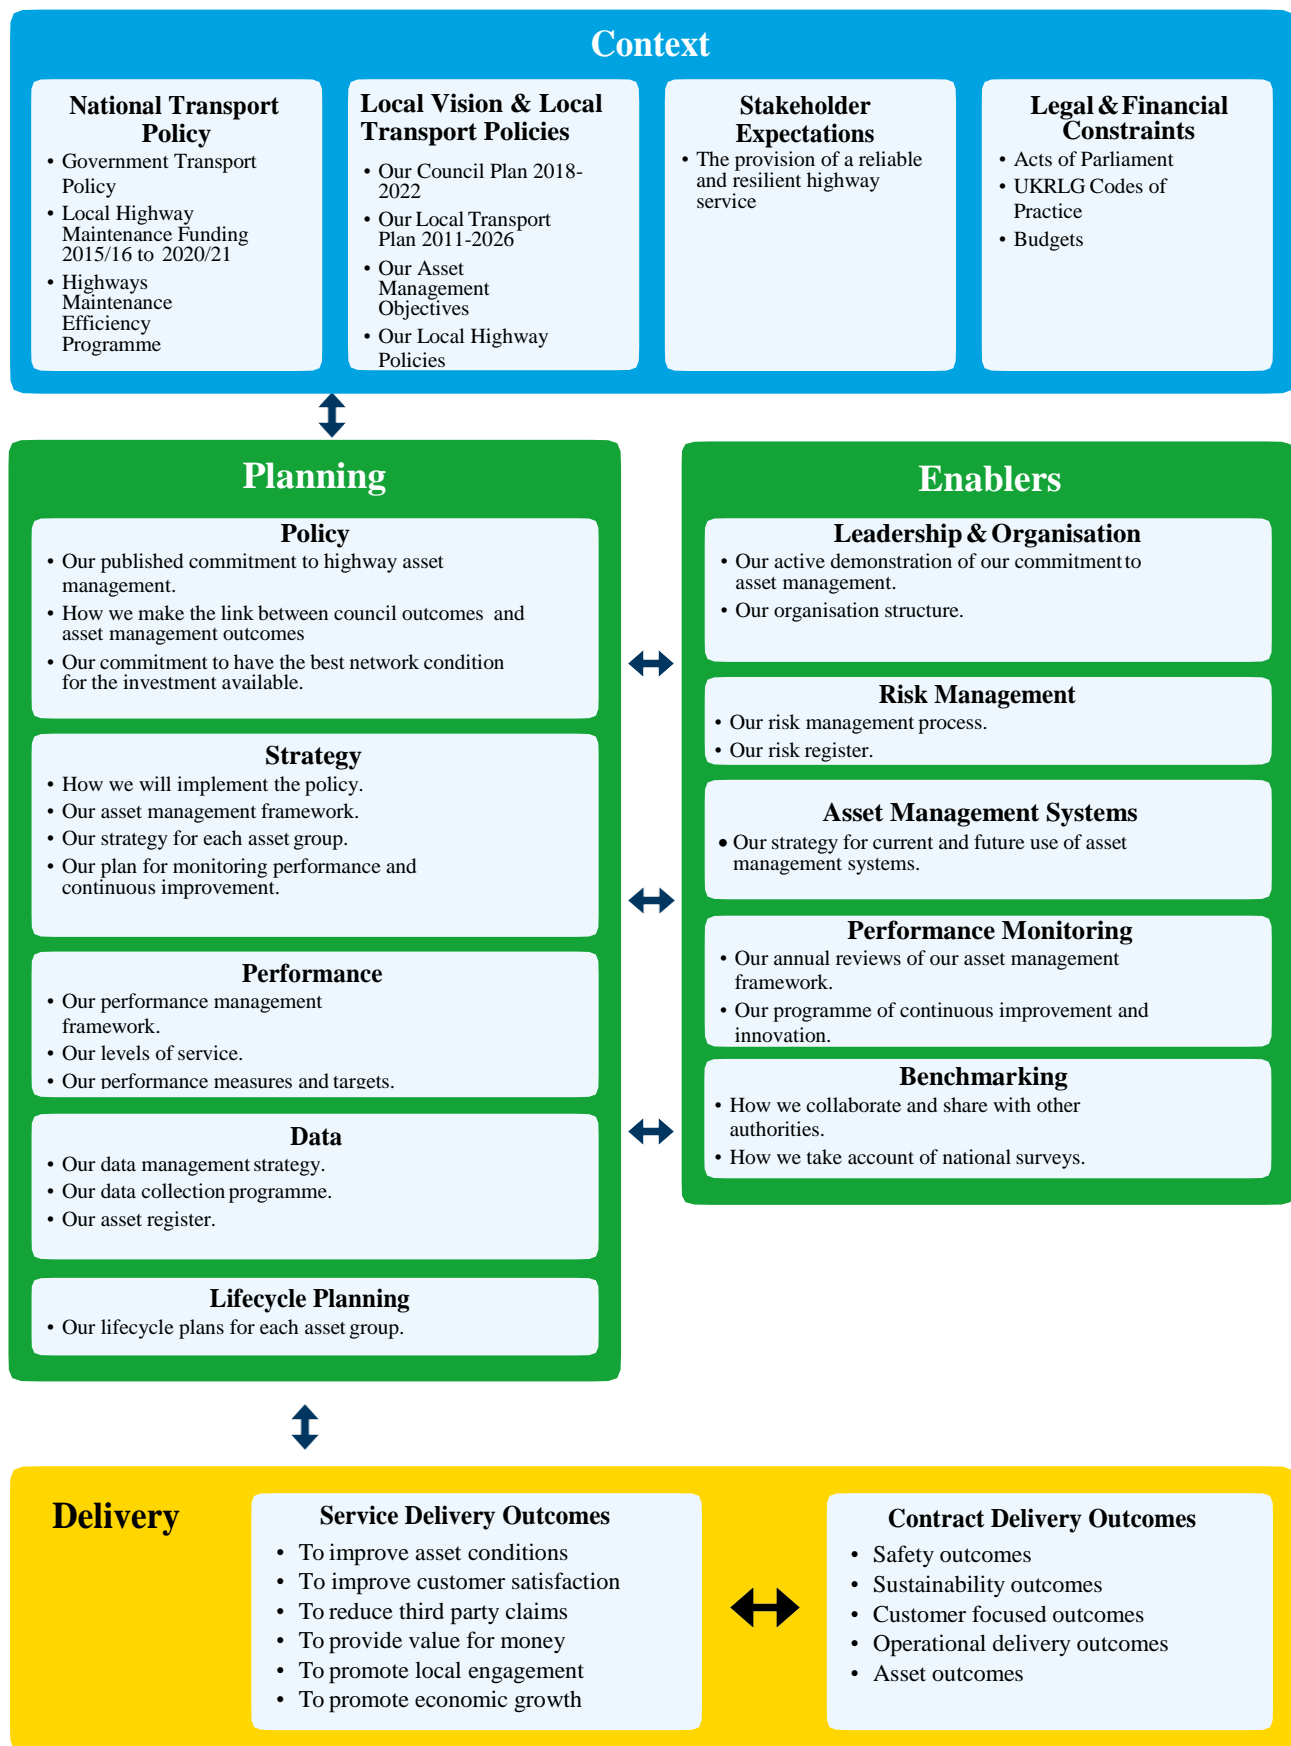 Context
National Transport
Policy
• Government Transport
Policy
• Local Highway
Maintenance Funding
2015/16 to 2020/21
• Highways
Maintenance
Efficiency
Programme
Local Vision & Local
Transport Policies
• Our Council Plan 2018-
2022
• Our Local Transport
Plan 2011-2026
• Our Asset
Management
Objectives
• Our Local Highway
Policies
Stakeholder
Expectations
• The provision of a reliable
and resilient highway
service
Legal & Financial
Constraints
• Acts of Parliament
• UKRLG Codes of
Practice
• Budgets
Planning
Policy
• Our published commitment to highway asset
management.
• How we make the link between council outcomes and
asset management outcomes
• Our commitment to have the best network condition
for the investment available.
Strategy
• How we will implement the policy.
• Our asset management framework.
• Our strategy for each asset group.
• Our plan for monitoring performance and
continuous improvement.
Performance
• Our performance management
framework.
• Our levels of service.
• Our performance measures and targets.
Data
• Our data management strategy.
• Our data collection programme.
• Our asset register.
Lifecycle Planning
• Our lifecycle plans for each asset group.
Enablers
Leadership & Organisation
• Our active demonstration of our commitment to
asset management.
• Our organisation structure.
Risk Management
• Our risk management process.
• Our risk register.
Asset Management Systems
• Our strategy for current and future use of asset
management systems.
Performance Monitoring
• Our annual reviews of our asset management
framework.
• Our programme of continuous improvement and
innovation.
Benchmarking
• How we collaborate and share with other
authorities.
• How we take account of national surveys.
Delivery
Service Delivery Outcomes
• To improve asset conditions
• To improve customer satisfaction
• To reduce third party claims
• To provide value for money
• To promote local engagement
• To promote economic growth
Contract Delivery Outcomes
• Safety outcomes
• Sustainability outcomes
• Customer focused outcomes
• Operational delivery outcomes
• Asset outcomes